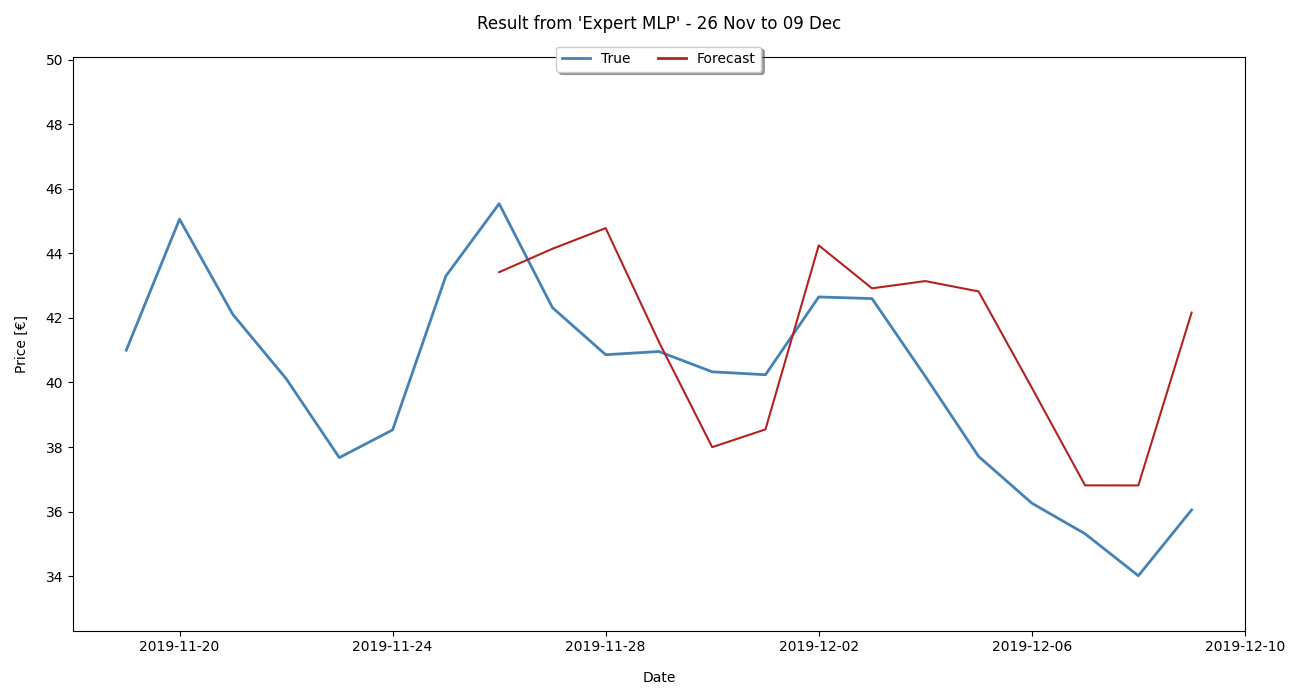 Result from 'Expert MLP' - 26 Nov to 09 Dec
True Forecast
50
48
46
44
42
40
38
36
34
Price [€]
2019-11-20 2019-11-24 2019-11-28 2019-12-02 2019-12-06 2019-12-10
Date